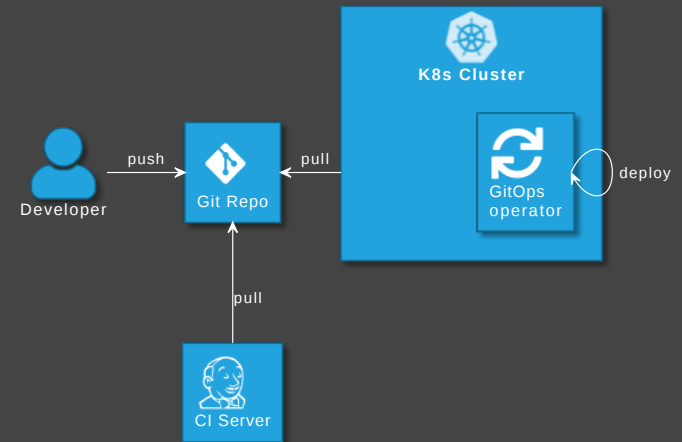 K8s Cluster
push
pull
deploy
GitOps
operator
Git Repo
Developer
pull
CI Server